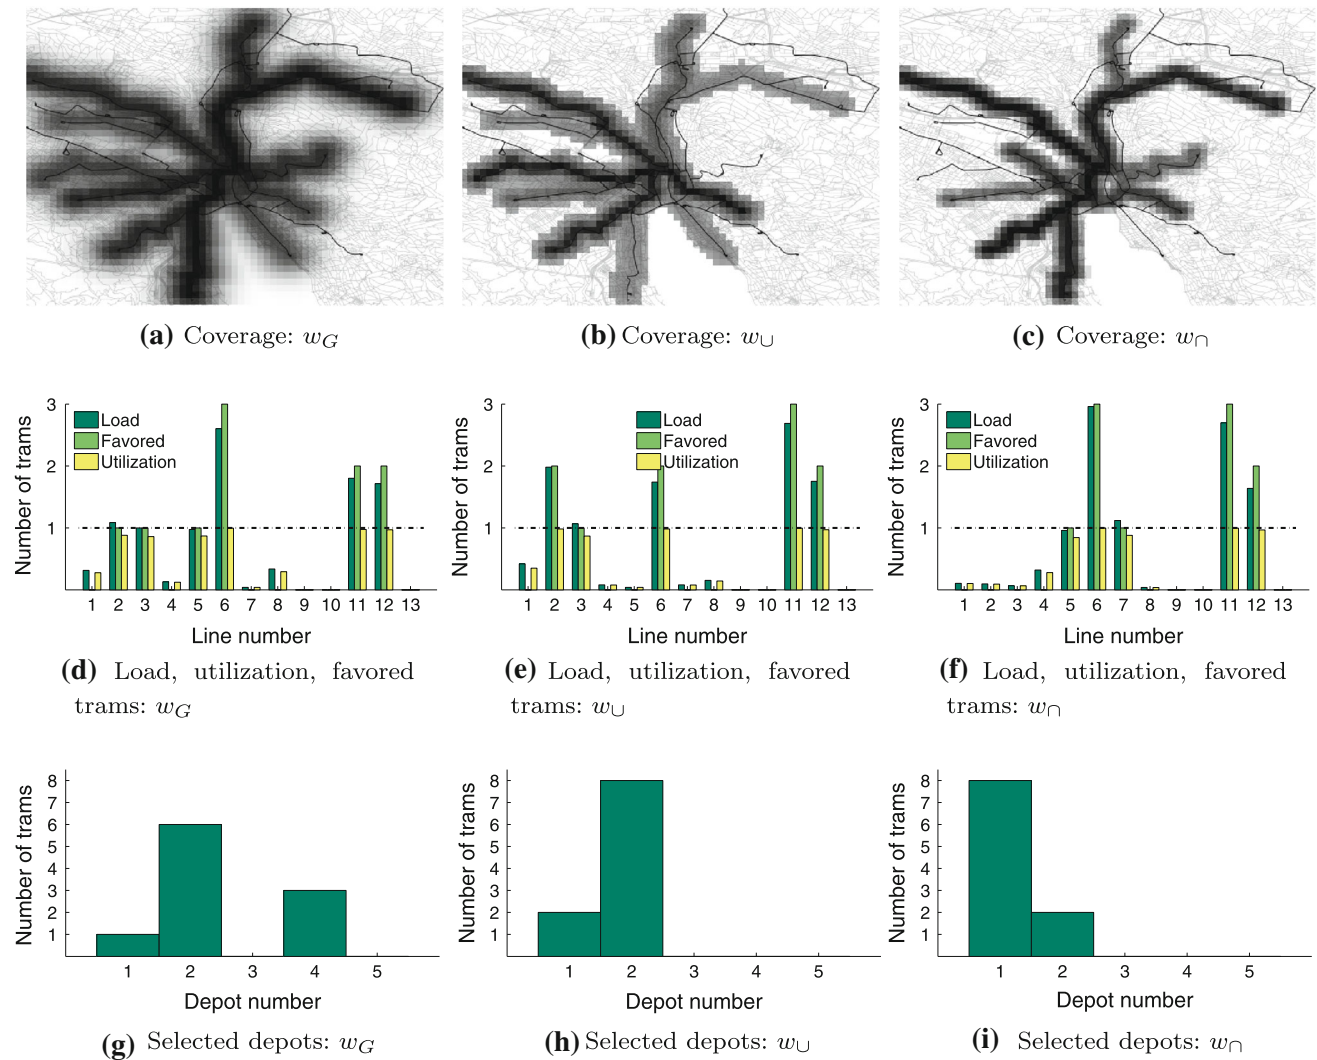 (a) Coverage: w_G
(b) Coverage: w_∪
(c) Coverage: w_∩
Number of trams
3
2
1
Load
Favored
Utilization
1 2 3 4 5 6 7 8 9 10 11 12 13
Line number
(d) Load, utilization, favored
trams: w_G
Number of trams
3
2
1
Load
Favored
Utilization
1 2 3 4 5 6 7 8 9 10 11 12 13
Line number
(e) Load, utilization, favored
trams: w_∪
Number of trams
3
2
1
Load
Favored
Utilization
1 2 3 4 5 6 7 8 9 10 11 12 13
Line number
(f) Load, utilization, favored
trams: w_∩
Number of trams
8
7
6
5
4
3
2
1
1 2 3 4 5
Depot number
(g) Selected depots: w_G
Number of trams
8
7
6
5
4
3
2
1
1 2 3 4 5
Depot number
(h) Selected depots: w_∪
Number of trams
8
7
6
5
4
3
2
1
1 2 3 4 5
Depot number
(i) Selected depots: w_∩